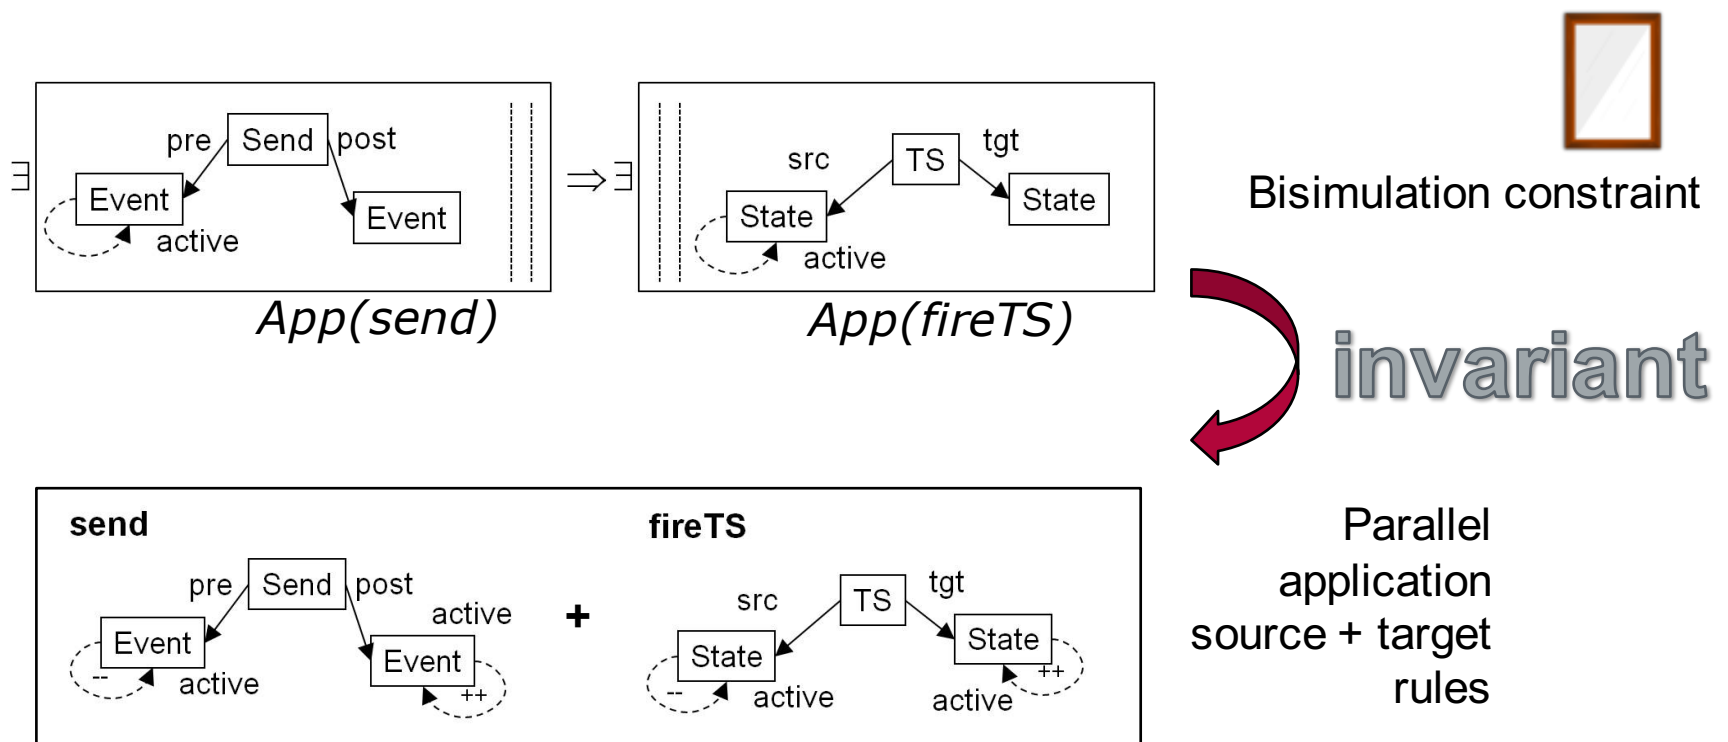 ∃
pre
Send
post
Event
Event
active
App(send)
⇒
∃
src
TS
tgt
State
State
active
App(fireTS)
Bisimulation constraint
invariant
send
pre
Send
post
active
Event
Event
--
active
++
+
fireTS
src
TS
tgt
State
State
--
active
++
active
Parallel
application
source + target
rules